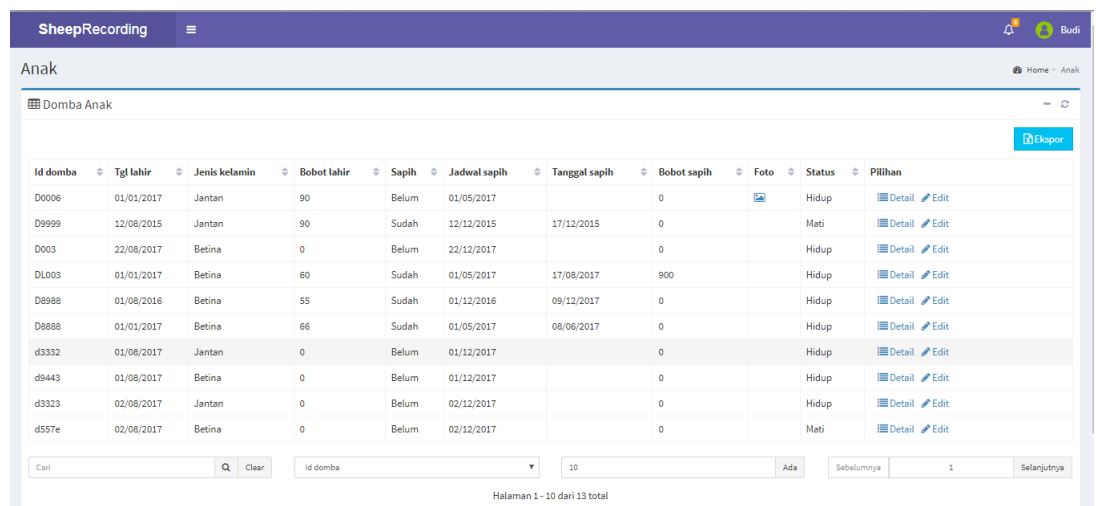 SheepRecording Budi
Anak Home > Anak
Domba Anak
Ekspor
Id domba Tgl lahir Jenis kelamin Bobot lahir Sapih Jadwal sapih Tanggal sapih Bobot sapih Foto Status Pilihan
D0006 01/01/2017 Jantan 90 Belum 01/05/2017 0 Hidup Detail Edit
D9999 12/08/2015 Jantan 90 Sudah 12/12/2015 17/12/2015 0 Mati Detail Edit
D003 22/08/2017 Betina 0 Belum 22/12/2017 0 Hidup Detail Edit
DL003 01/01/2017 Betina 60 Sudah 01/05/2017 17/08/2017 900 Hidup Detail Edit
D8988 01/08/2016 Betina 55 Sudah 01/12/2016 09/12/2017 0 Hidup Detail Edit
D8888 01/01/2017 Betina 66 Sudah 01/05/2017 08/06/2017 0 Hidup Detail Edit
d3332 01/08/2017 Jantan 0 Belum 01/12/2017 0 Hidup Detail Edit
d9443 01/08/2017 Betina 0 Belum 01/12/2017 0 Hidup Detail Edit
d3323 02/08/2017 Jantan 0 Belum 02/12/2017 0 Hidup Detail Edit
d557e 02/08/2017 Betina 0 Belum 02/12/2017 0 Mati Detail Edit
Cari Clear Id domba 10 Ada Sebelumnya 1 Selanjutnya
Halaman 1 - 10 dari 13 total